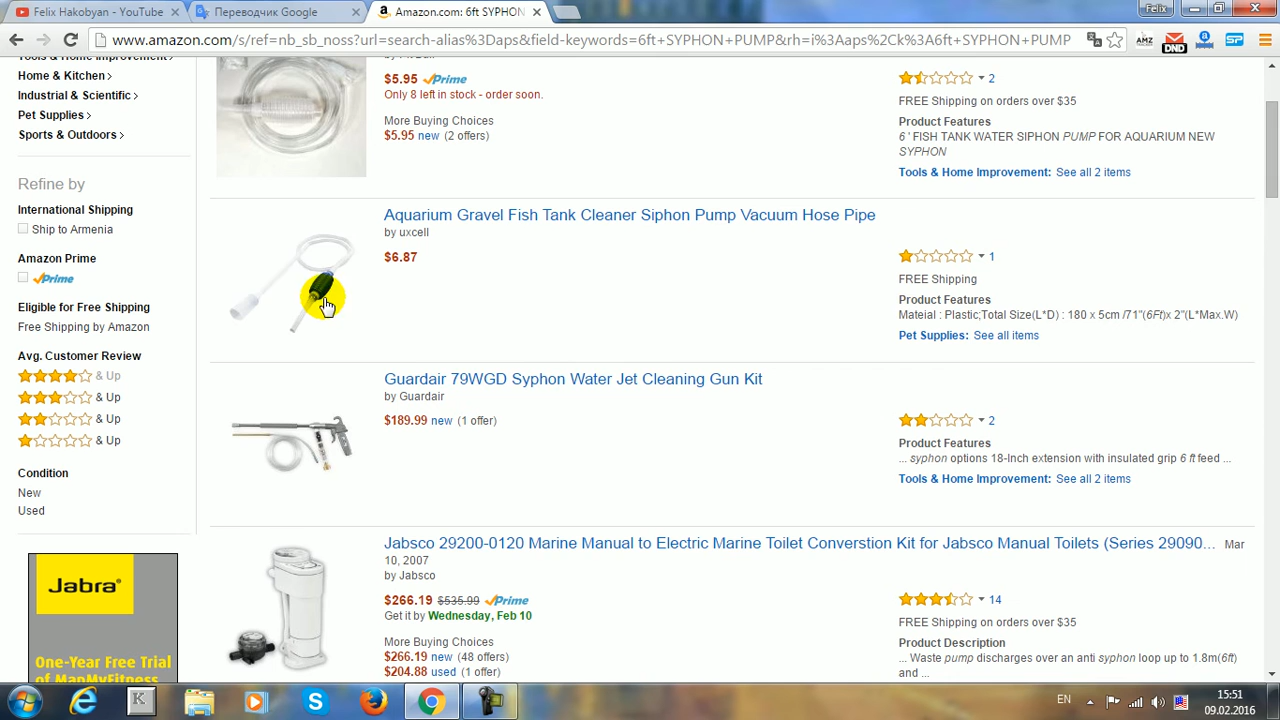 Felix Hakobyan - YouTube
Переводчик Google
Amazon.com: 6ft SYPHON
Felix
www.amazon.com/s/ref=nb_sb_noss?url=search-alias%3Daps&field-keywords=6ft+SYPHON+PUMP&rh=i%3Aaps%2Ck%3A6ft+SYPHON+PUMP
AMZ
DND
SP
Tools & Home Improvement
Home & Kitchen
Industrial & Scientific
Pet Supplies
Sports & Outdoors
Refine by
International Shipping
Ship to Armenia
Amazon Prime
Prime
Eligible for Free Shipping
Free Shipping by Amazon
Avg. Customer Review
& Up
& Up
& Up
& Up
Condition
New
Used
Jabra
One-Year Free Trial
of MapMyFitness
$5.95 Prime
Only 8 left in stock - order soon.
More Buying Choices
$5.95 new (2 offers)
2
FREE Shipping on orders over $35
Product Features
6 ' FISH TANK WATER SIPHON PUMP FOR AQUARIUM NEW
SYPHON
Tools & Home Improvement: See all 2 items
Aquarium Gravel Fish Tank Cleaner Siphon Pump Vacuum Hose Pipe
by uxcell
$6.87
1
FREE Shipping
Product Features
Mateial : Plastic;Total Size(L*D) : 180 x 5cm /71"(6Ft)x 2"(L*Max.W)
Pet Supplies: See all items
Guardair 79WGD Syphon Water Jet Cleaning Gun Kit
by Guardair
$189.99 new (1 offer)
2
Product Features
... syphon options 18-Inch extension with insulated grip 6 ft feed ...
Tools & Home Improvement: See all 2 items
Jabsco 29200-0120 Marine Manual to Electric Marine Toilet Converstion Kit for Jabsco Manual Toilets (Series 29090... Mar
10, 2007
by Jabsco
$266.19 $535.99 Prime
Get it by Wednesday, Feb 10
More Buying Choices
$266.19 new (48 offers)
$204.88 used (1 offer)
14
FREE Shipping on orders over $35
Product Description
... Waste pump discharges over an anti syphon loop up to 1.8m(6ft)
and ...
EN
15:51
09.02.2016